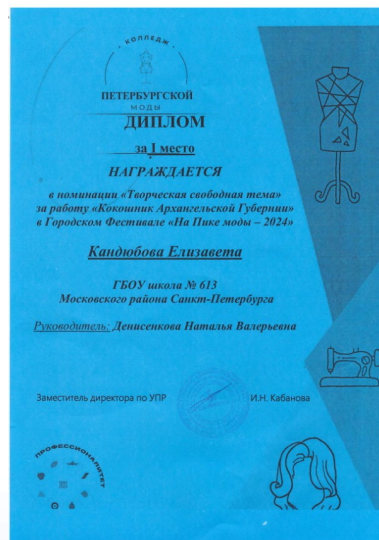 КОЛЛЕДЖ
ПЕТЕРБУРГСКОЙ
МОДЫ
ДИПЛОМ
за I место
НАГРАЖДАЕТСЯ
в номинации «Творческая свободная тема»
за работу «Кокошник Архангельской Губернии»
в Городском Фестивале «На Пике моды – 2024»
Кандюбова Елизавета
ГБОУ школа № 613
Московского района Санкт-Петербурга
Руководитель: Денисенкова Наталья Валерьевна
Заместитель директора по УПР И.Н. Кабанова
ПРОФЕССИОНАЛИТЕТ